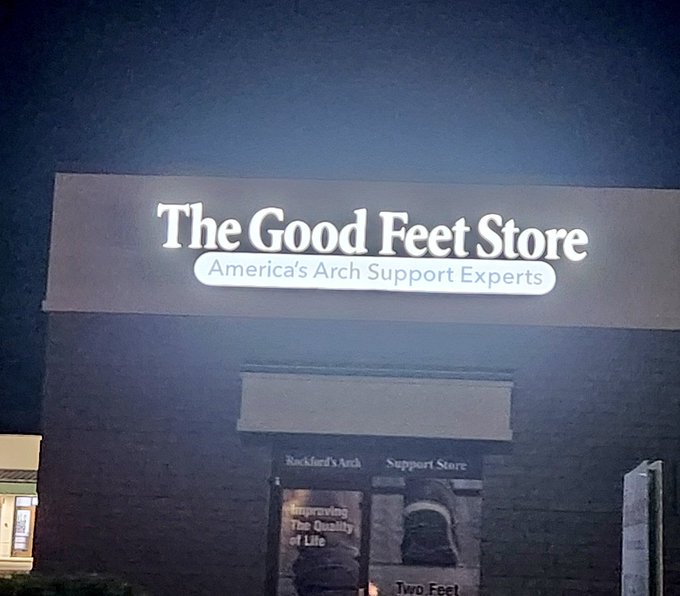 The Good Feet Store
America's Arch Support Experts
Rockford's Arch Support Store
Improving
The Quality
of Life
Two Feet